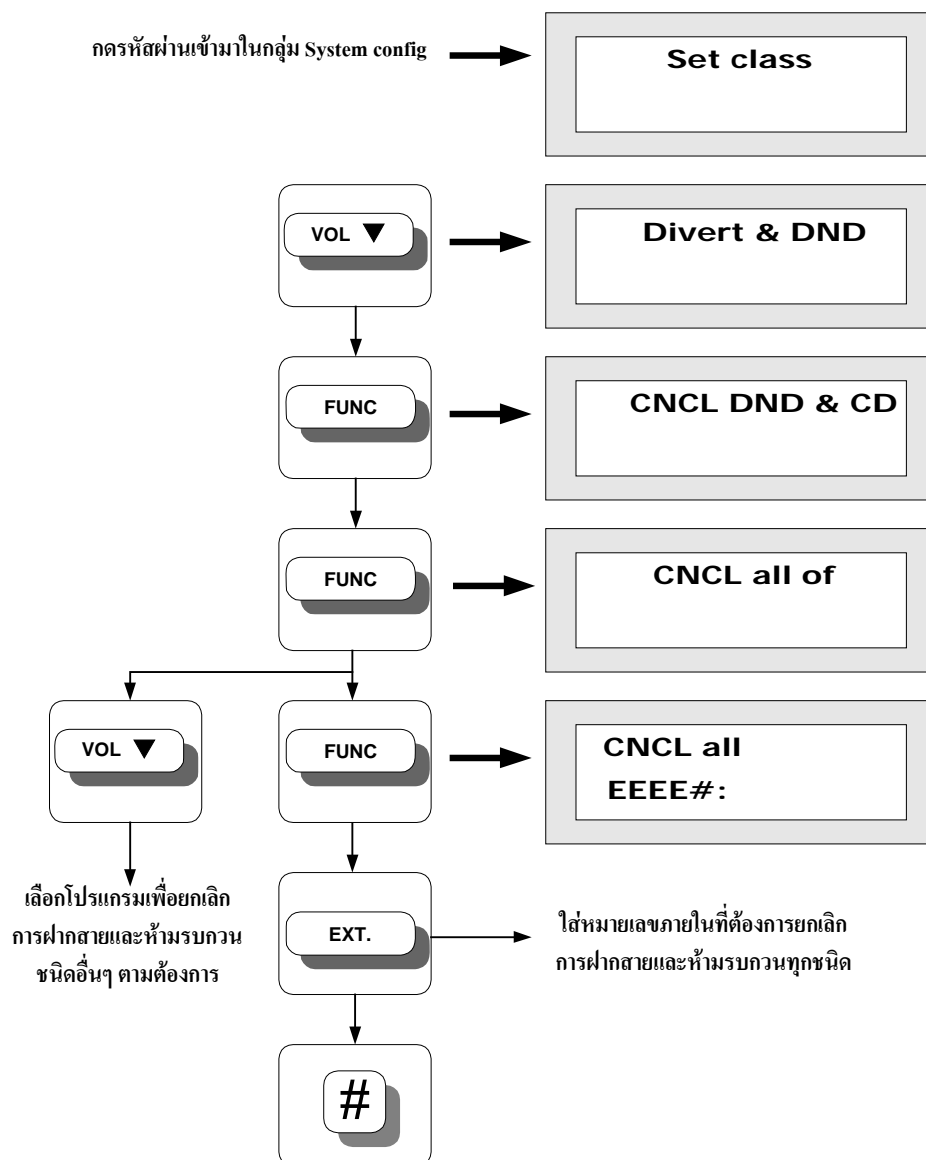 กดรหัสผ่านเข้ามาในกลุ่ม System config
Set class
VOL ▼
Divert & DND
FUNC
CNCL DND & CD
FUNC
CNCL all of
VOL ▼
FUNC
CNCL all
EEEE#:
เลือกโปรแกรมเพื่อยกเลิก
การฝากสายและห้ามรบกวน
ชนิดอื่นๆ ตามต้องการ
EXT.
ใส่หมายเลขภายในที่ต้องการยกเลิก
การฝากสายและห้ามรบกวนทุกชนิด
#